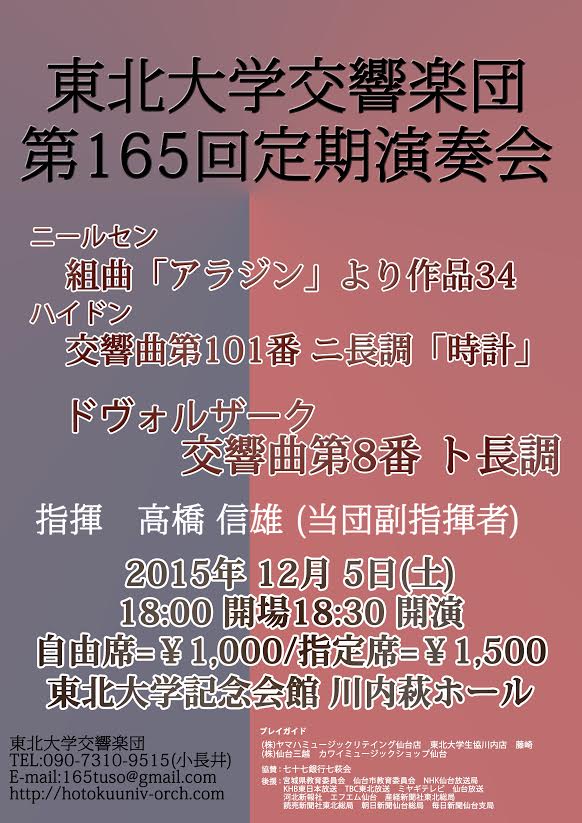 東北大学交響楽団
第165回定期演奏会
ニールセン
組曲「アラジン」より作品34
ハイドン
交響曲第101番 ニ長調「時計」
ドヴォルザーク
交響曲第8番 ト長調
指揮　高橋 信雄 (当団副指揮者)
2015年 12月 5日(土)
18:00 開場18:30 開演
自由席=￥1,000/指定席=￥1,500
東北大学記念会館 川内萩ホール
東北大学交響楽団
TEL:090-7310-9515(小長井)
E-mail:165tuso@gmail.com
http://hotokuuniv-orch.com/
プレイガイド
(株)ヤマハミュージックリテイリング仙台店　東北大学生協川内店　藤崎
(株)仙台三越　カワイミュージックショップ仙台
協賛：七十七銀行七萩会
後援：宮城県教育委員会　仙台市教育委員会　NHK仙台放送局
KHB東日本放送　TBC東北放送　ミヤギテレビ　仙台放送
河北新報社　エフエム仙台　産経新聞社東北総局
読売新聞社東北総局　朝日新聞仙台総局　毎日新聞仙台支局